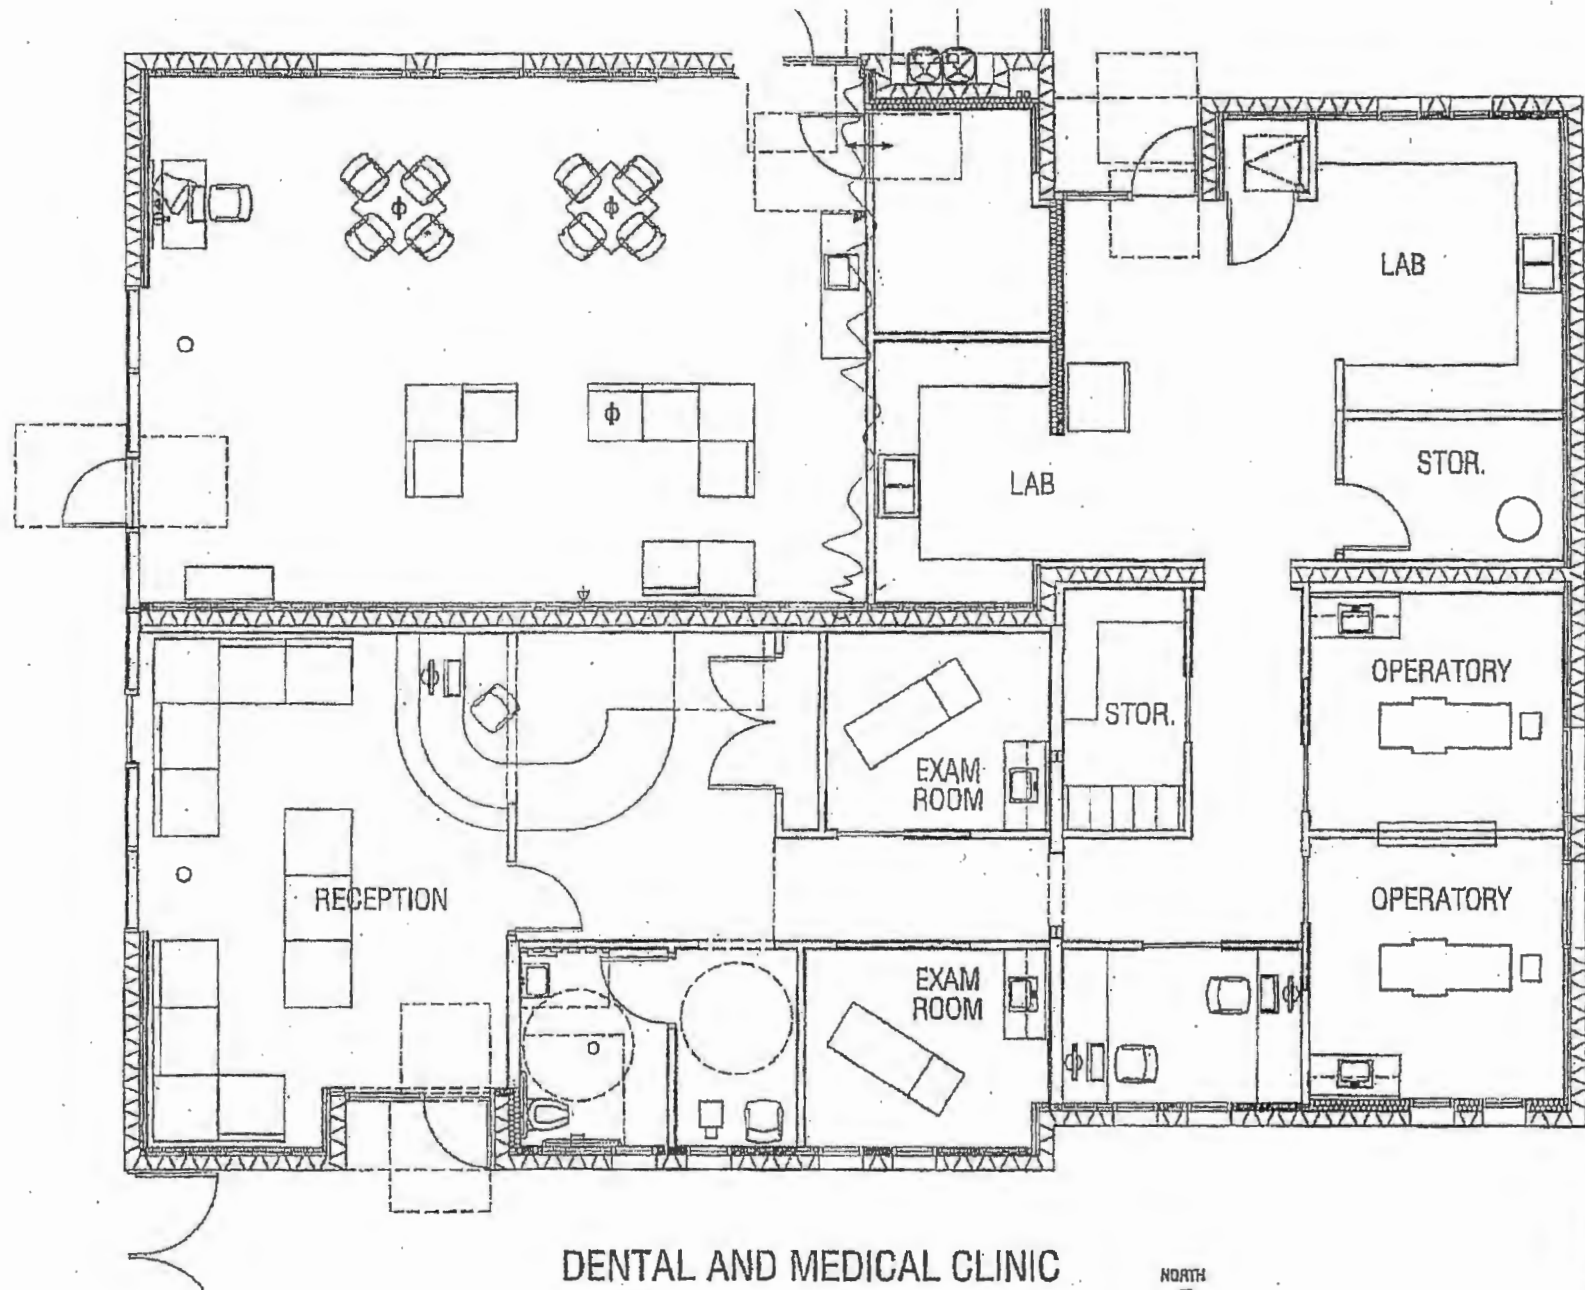 LAB
STOR.
LAB
OPERATORY
STOR.
EXAM
ROOM
RECEPTION
OPERATORY
EXAM
ROOM
DENTAL AND MEDICAL CLINIC
NORTH